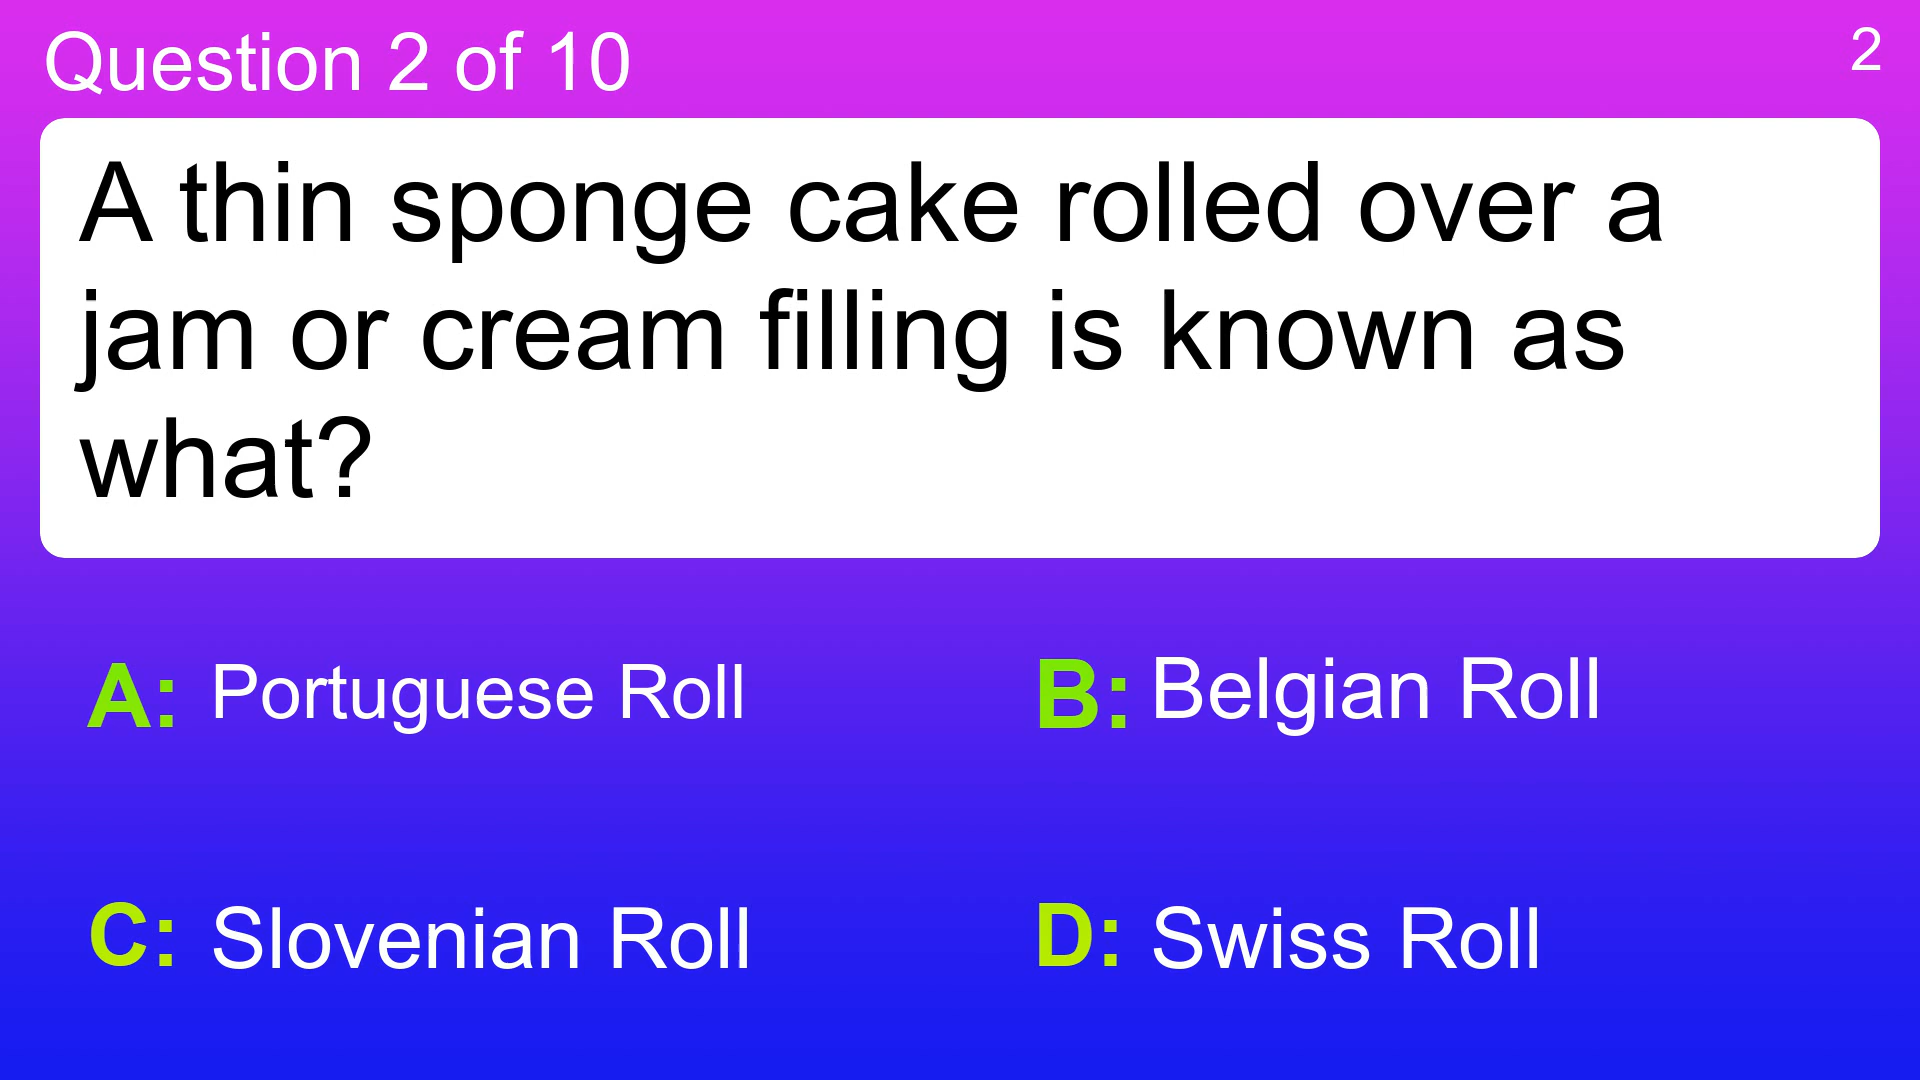 Question 2 of 10
2
A thin sponge cake rolled over a
jam or cream filling is known as
what?
A: Portuguese Roll
B: Belgian Roll
C: Slovenian Roll
D: Swiss Roll